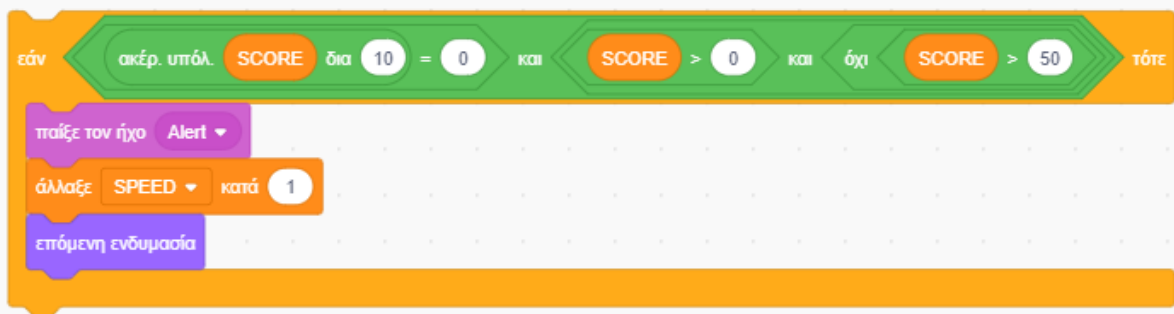 εάν ακέρ. υπόλ. SCORE δια 10 = 0 και SCORE > 0 και όχι SCORE > 50 τότε
παίξε τον ήχο Alert
άλλαξε SPEED κατά 1
επόμενη ενδυμασία